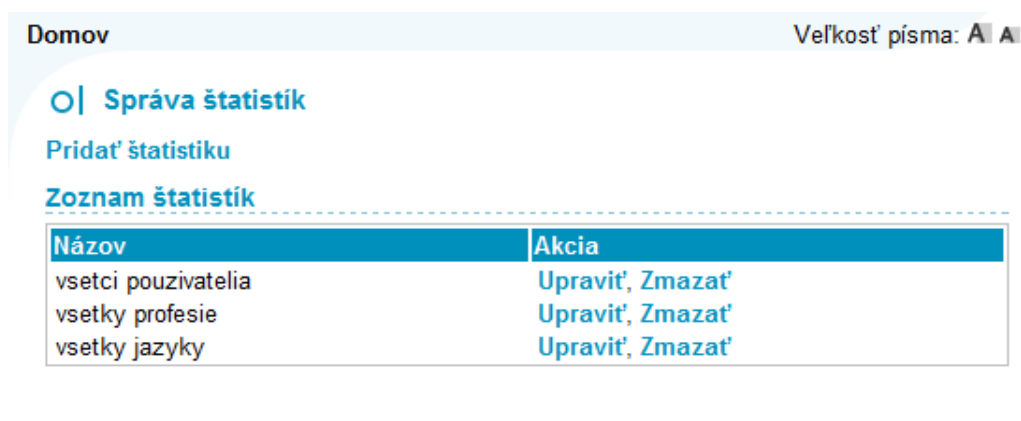 Domov Veľkosť písma: A A
Správa štatistík
Pridať štatistiku
Zoznam štatistík
Názov Akcia
vsetci pouzivatelia Upraviť, Zmazať
vsetky profesie Upraviť, Zmazať
vsetky jazyky Upraviť, Zmazať